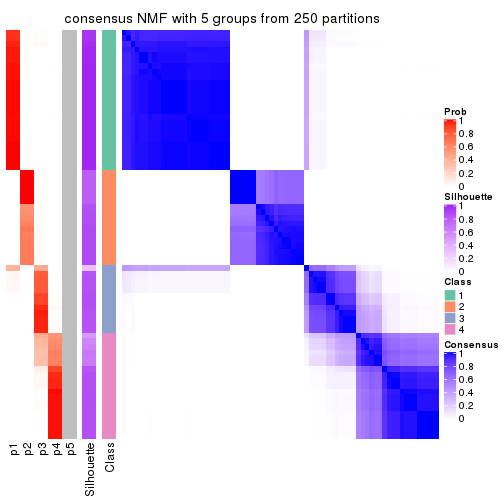 consensus NMF with 5 groups from 250 partitions
Prob
1
0.8
0.6
0.4
0.2
0
Silhouette
1
0.8
0.6
0.4
0.2
0
Class
1
2
3
4
Consensus
1
0.8
0.6
0.4
0.2
0
p1
p2
p3
p4
p5
Silhouette
Class